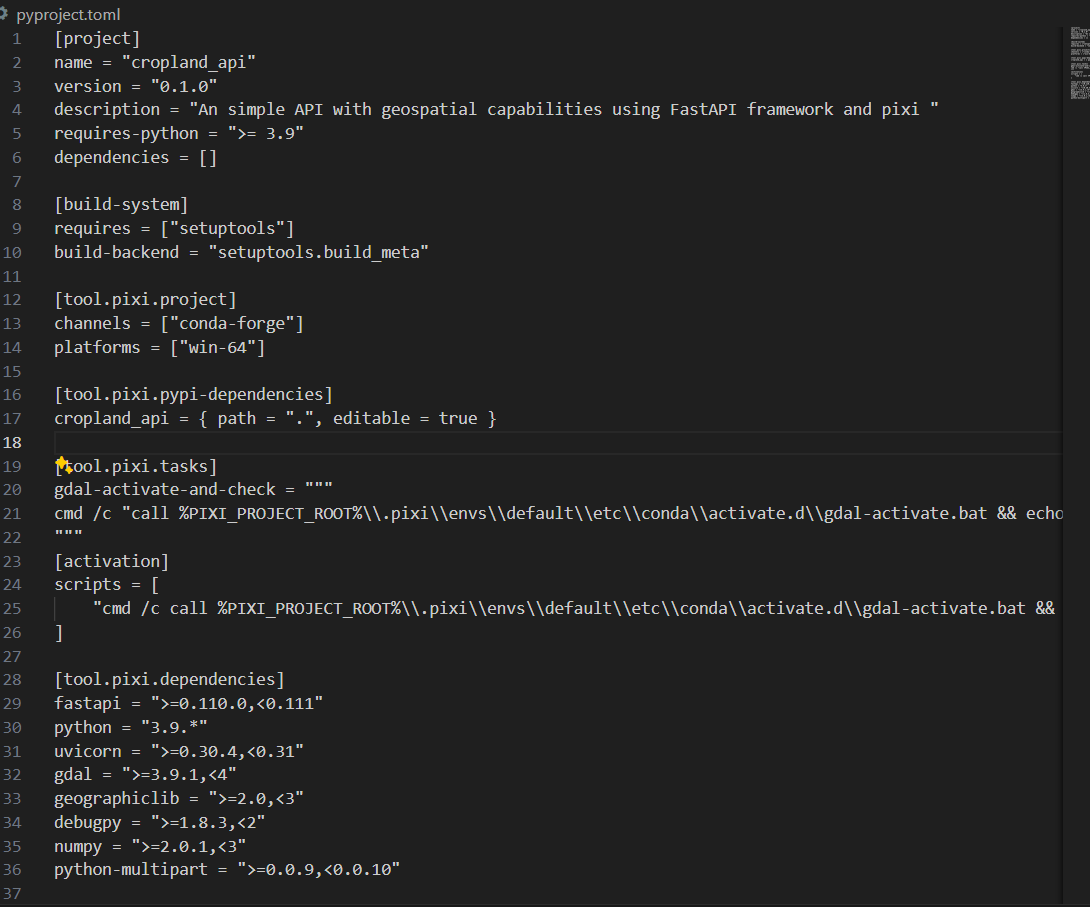 pyproject.toml
1 [project]
2 name = "cropland_api"
3 version = "0.1.0"
4 description = "An simple API with geospatial capabilities using FastAPI framework and pixi "
5 requires-python = ">= 3.9"
6 dependencies = []
7
8 [build-system]
9 requires = ["setuptools"]
10 build-backend = "setuptools.build_meta"
11
12 [tool.pixi.project]
13 channels = ["conda-forge"]
14 platforms = ["win-64"]
15
16 [tool.pixi.pypi-dependencies]
17 cropland_api = { path = ".", editable = true }
18
19 [tool.pixi.tasks]
20 gdal-activate-and-check = """
21 cmd /c "call %PIXI_PROJECT_ROOT%\\.pixi\\envs\\default\\etc\\conda\\activate.d\\gdal-activate.bat && echo
22 """
23 [activation]
24 scripts = [
25 "cmd /c call %PIXI_PROJECT_ROOT%\\.pixi\\envs\\default\\etc\\conda\\activate.d\\gdal-activate.bat &&
26 ]
27
28 [tool.pixi.dependencies]
29 fastapi = ">=0.110.0,<0.111"
30 python = "3.9.*"
31 uvicorn = ">=0.30.4,<0.31"
32 gdal = ">=3.9.1,<4"
33 geographiclib = ">=2.0,<3"
34 debugpy = ">=1.8.3,<2"
35 numpy = ">=2.0.1,<3"
36 python-multipart = ">=0.0.9,<0.0.10"
37